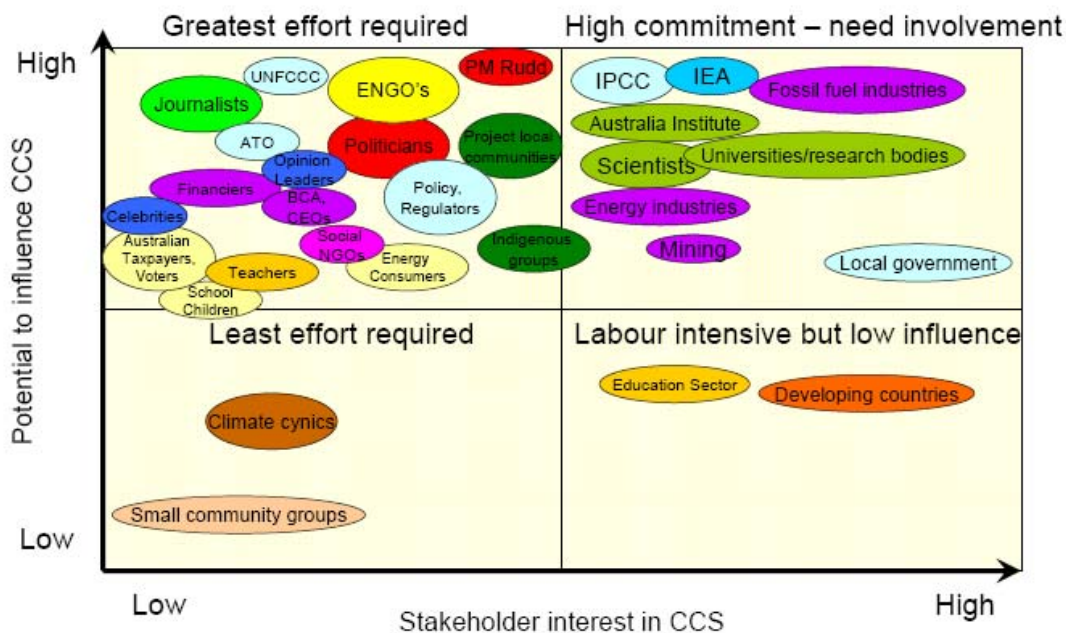 Greatest effort required
High commitment – need involvement
High
UNFCCC
PM Rudd
IPCC
IEA
Fossil fuel industries
Journalists
ENGO's
Australia Institute
ATO
Politicians
Project local
communities
Scientists
Universities/research bodies
Opinion
Leaders
Financiers
Policy,
Regulators
BCA,
CEOs
Energy industries
Celebrities
Social
NGOs
Indigenous
groups
Mining
Australian
Taxpayers,
Voters
Teachers
Energy
Consumers
Local government
School
Children
Potential to influence CCS
Least effort required
Labour intensive but low influence
Education Sector
Developing countries
Climate cynics
Small community groups
Low
Low
Stakeholder interest in CCS
High